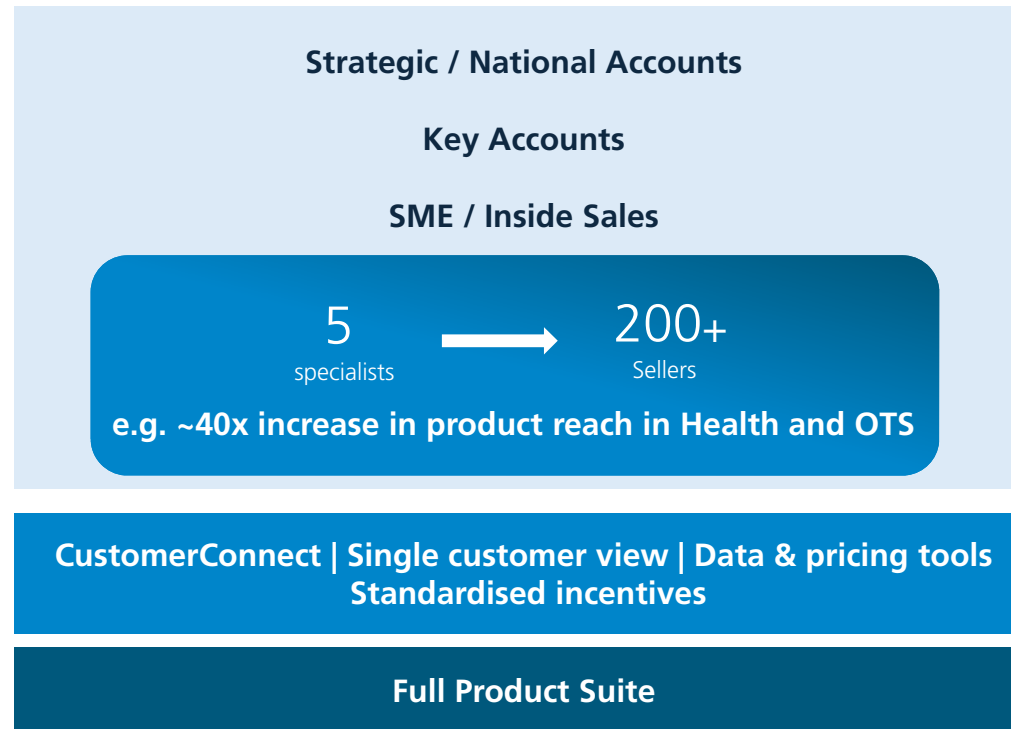 Strategic / National Accounts
Key Accounts
SME / Inside Sales
5
specialists
200+
Sellers
e.g. ~40x increase in product reach in Health and OTS
CustomerConnect | Single customer view | Data & pricing tools
Standardised incentives
Full Product Suite